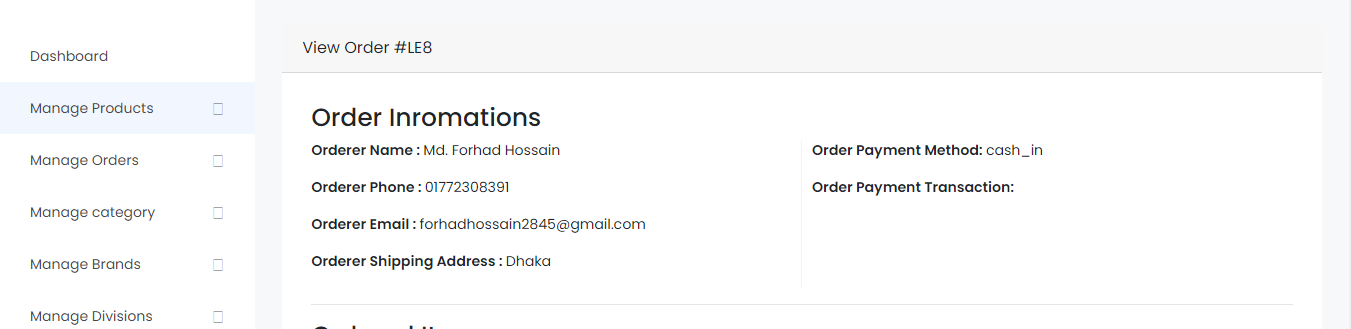 Dashboard
Manage Products
Manage Orders
Manage category
Manage Brands
Manage Divisions
View Order #LE8
Order Inromations
Orderer Name : Md. Forhad Hossain
Orderer Phone : 01772308391
Orderer Email : forhadhossain2845@gmail.com
Orderer Shipping Address : Dhaka
Order Payment Method: cash_in
Order Payment Transaction: